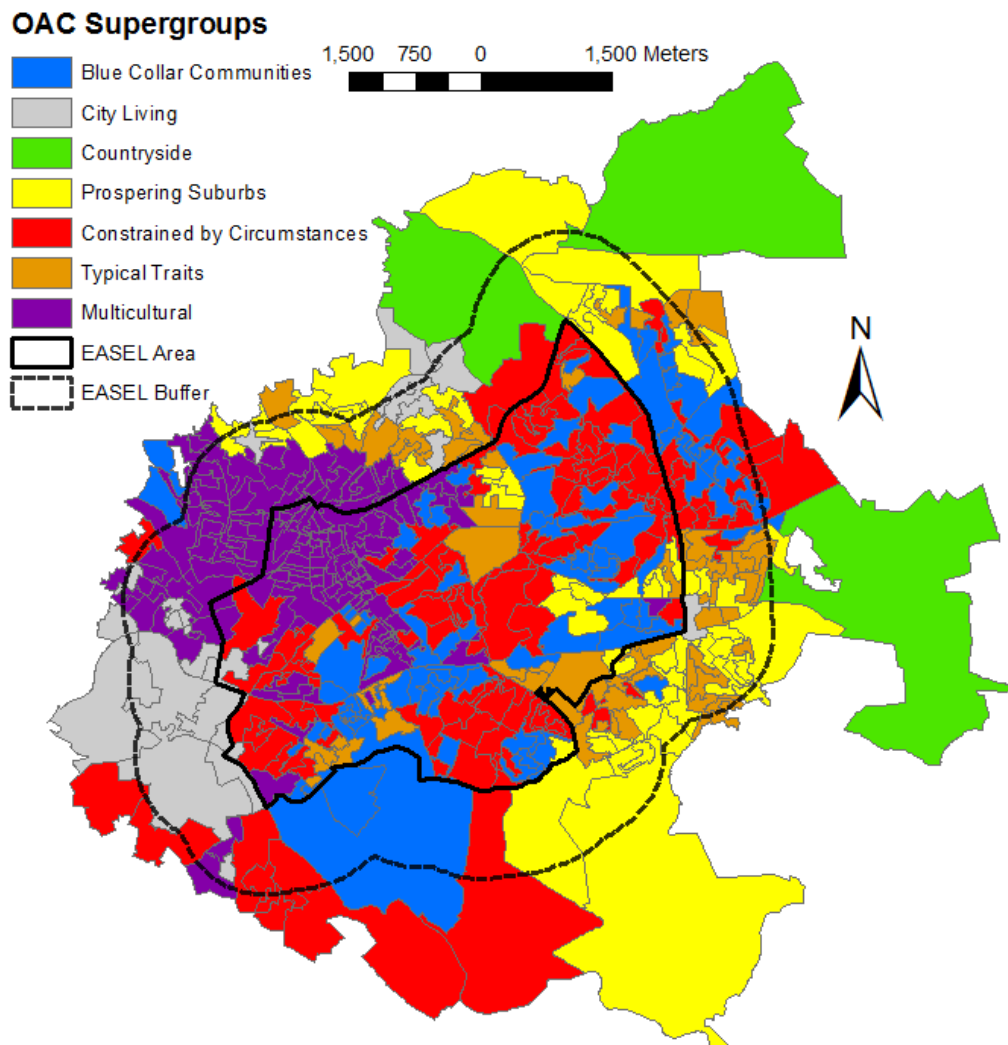 OAC Supergroups
1,500 750 0 1,500 Meters
Blue Collar Communities
City Living
Countryside
Prospering Suburbs
Constrained by Circumstances
Typical Traits
Multicultural
EASEL Area
EASEL Buffer
N